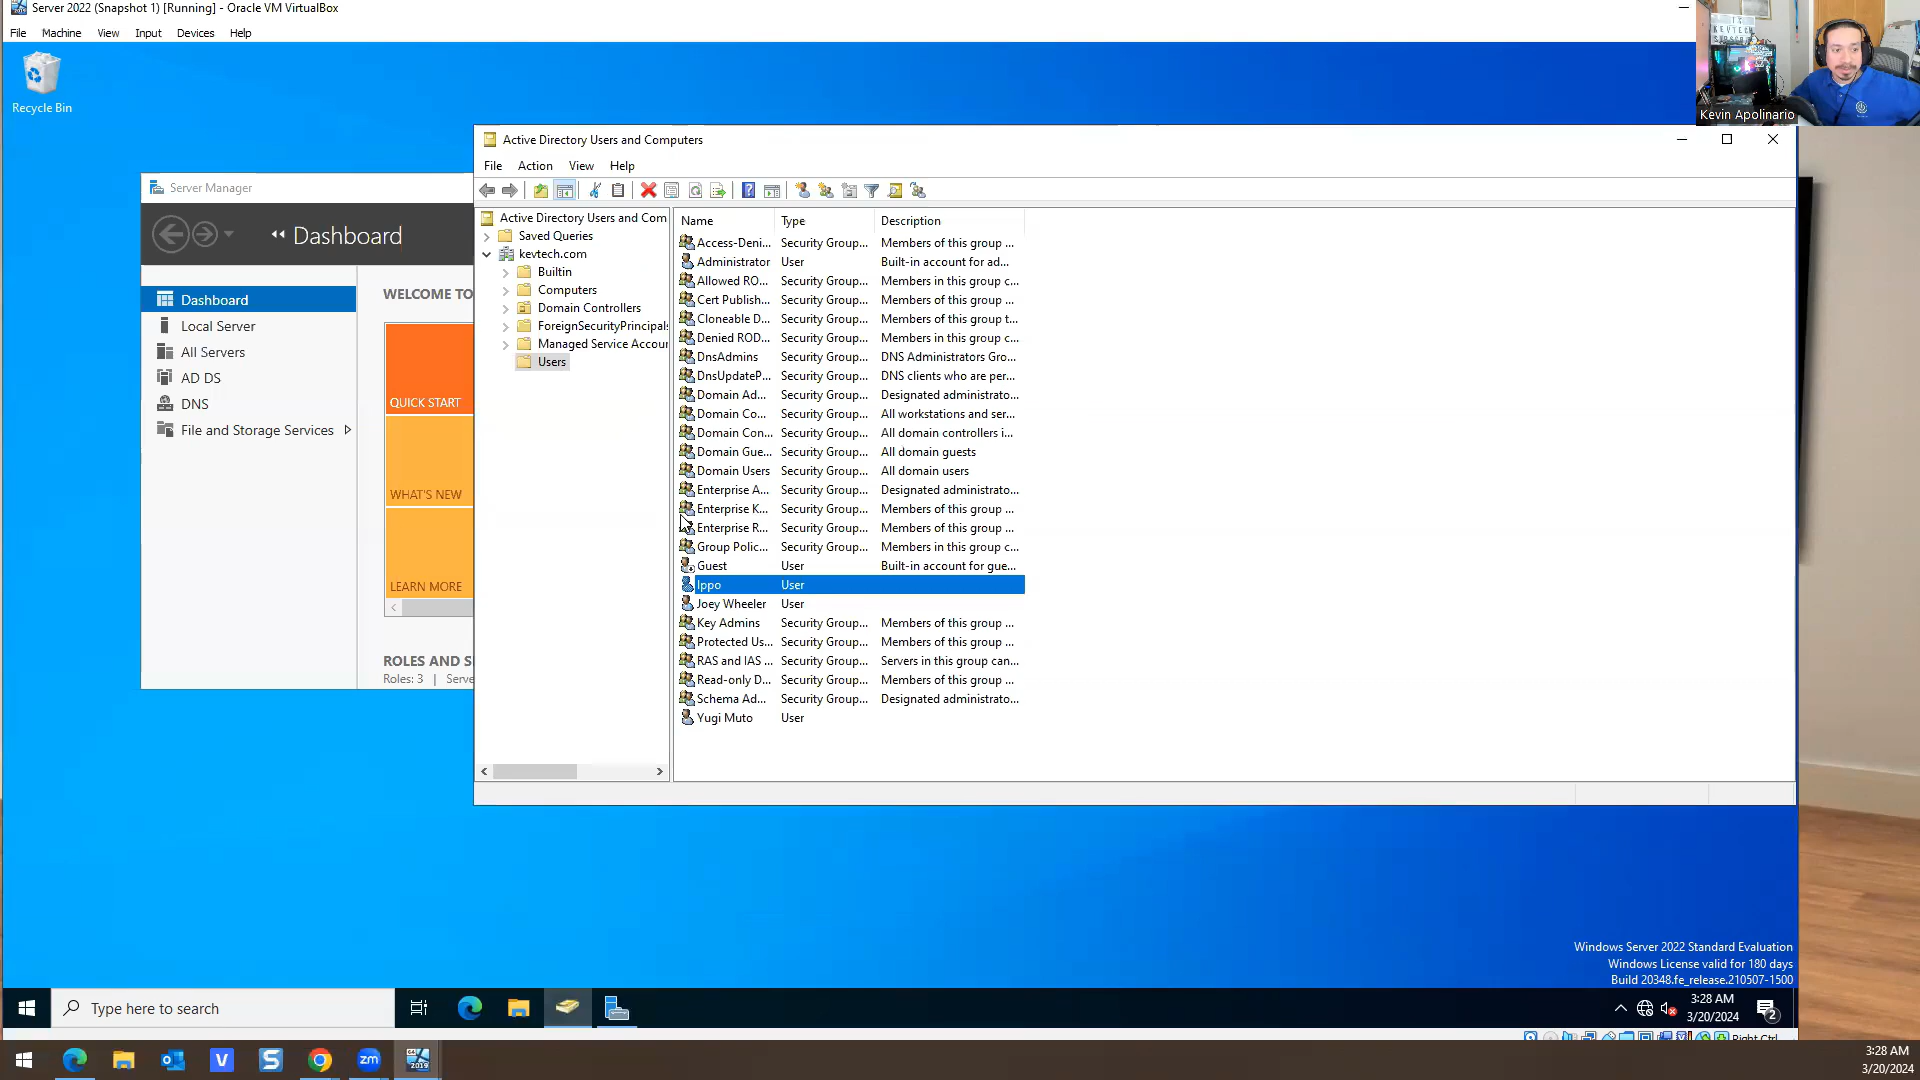 Server 2022 (Snapshot 1) [Running] - Oracle VM VirtualBox
File Machine View Input Devices Help
Recycle Bin
Kevin Apolinario
Active Directory Users and Computers
File Action View Help
Server Manager
Dashboard
Dashboard
Local Server
All Servers
AD DS
DNS
File and Storage Services
WELCOME TO
QUICK START
WHAT'S NEW
LEARN MORE
ROLES AND S
Roles: 3 | Serve
Active Directory Users and Com
Saved Queries
kevtech.com
Builtin
Computers
Domain Controllers
ForeignSecurityPrincipals
Managed Service Accour
Users
Name Type Description
Access-Deni... Security Group... Members of this group ...
Administrator User Built-in account for ad...
Allowed RO... Security Group... Members in this group c...
Cert Publish... Security Group... Members of this group ...
Cloneable D... Security Group... Members of this group t...
Denied ROD... Security Group... Members in this group c...
DnsAdmins Security Group... DNS Administrators Gro...
DnsUpdateP... Security Group... DNS clients who are per...
Domain Ad... Security Group... Designated administrato...
Domain Co... Security Group... All workstations and ser...
Domain Con... Security Group... All domain controllers i...
Domain Gue... Security Group... All domain guests
Domain Users Security Group... All domain users
Enterprise A... Security Group... Designated administrato...
Enterprise K... Security Group... Members of this group ...
Enterprise R... Security Group... Members of this group ...
Group Polic... Security Group... Members in this group c...
Guest User Built-in account for gue...
Ippo User
Joey Wheeler User
Key Admins Security Group... Members of this group ...
Protected Us... Security Group... Members of this group ...
RAS and IAS ... Security Group... Servers in this group can...
Read-only D... Security Group... Members of this group ...
Schema Ad... Security Group... Designated administrato...
Yugi Muto User
Windows Server 2022 Standard Evaluation
Windows License valid for 180 days
Build 20348.fe_release.210507-1500
Type here to search
3:28 AM
3/20/2024
2
Right Ctrl
V
S
zm
64
2019
3:28 AM
3/20/2024